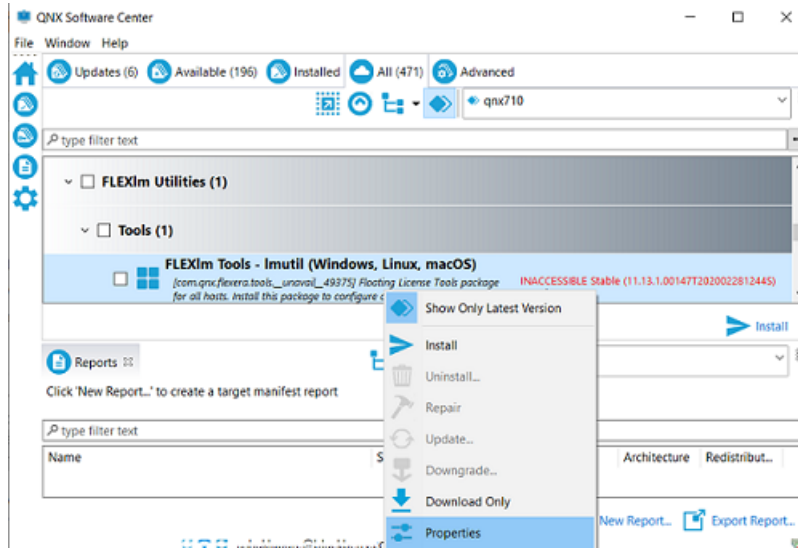 QNX Software Center
File Window Help
Updates (6) Available (196) Installed All (471) Advanced
qnx710
type filter text
FLEXlm Utilities (1)
Tools (1)
FLEXlm Tools - lmutil (Windows, Linux, macOS)
[com.qnx.flexera.tools._unavail_49375] Floating License Tools package
INACCESSIBLE Stable (11.13.1.00147T202002281244S)
for all hosts. Install this package to configure
Show Only Latest Version
Install
Install
Reports
Uninstall...
Click 'New Report...' to create a target manifest report
Repair
type filter text
Update..
Name S Architecture Redistribut...
Downgrade...
Download Only
New Report... Export Report...
Properties